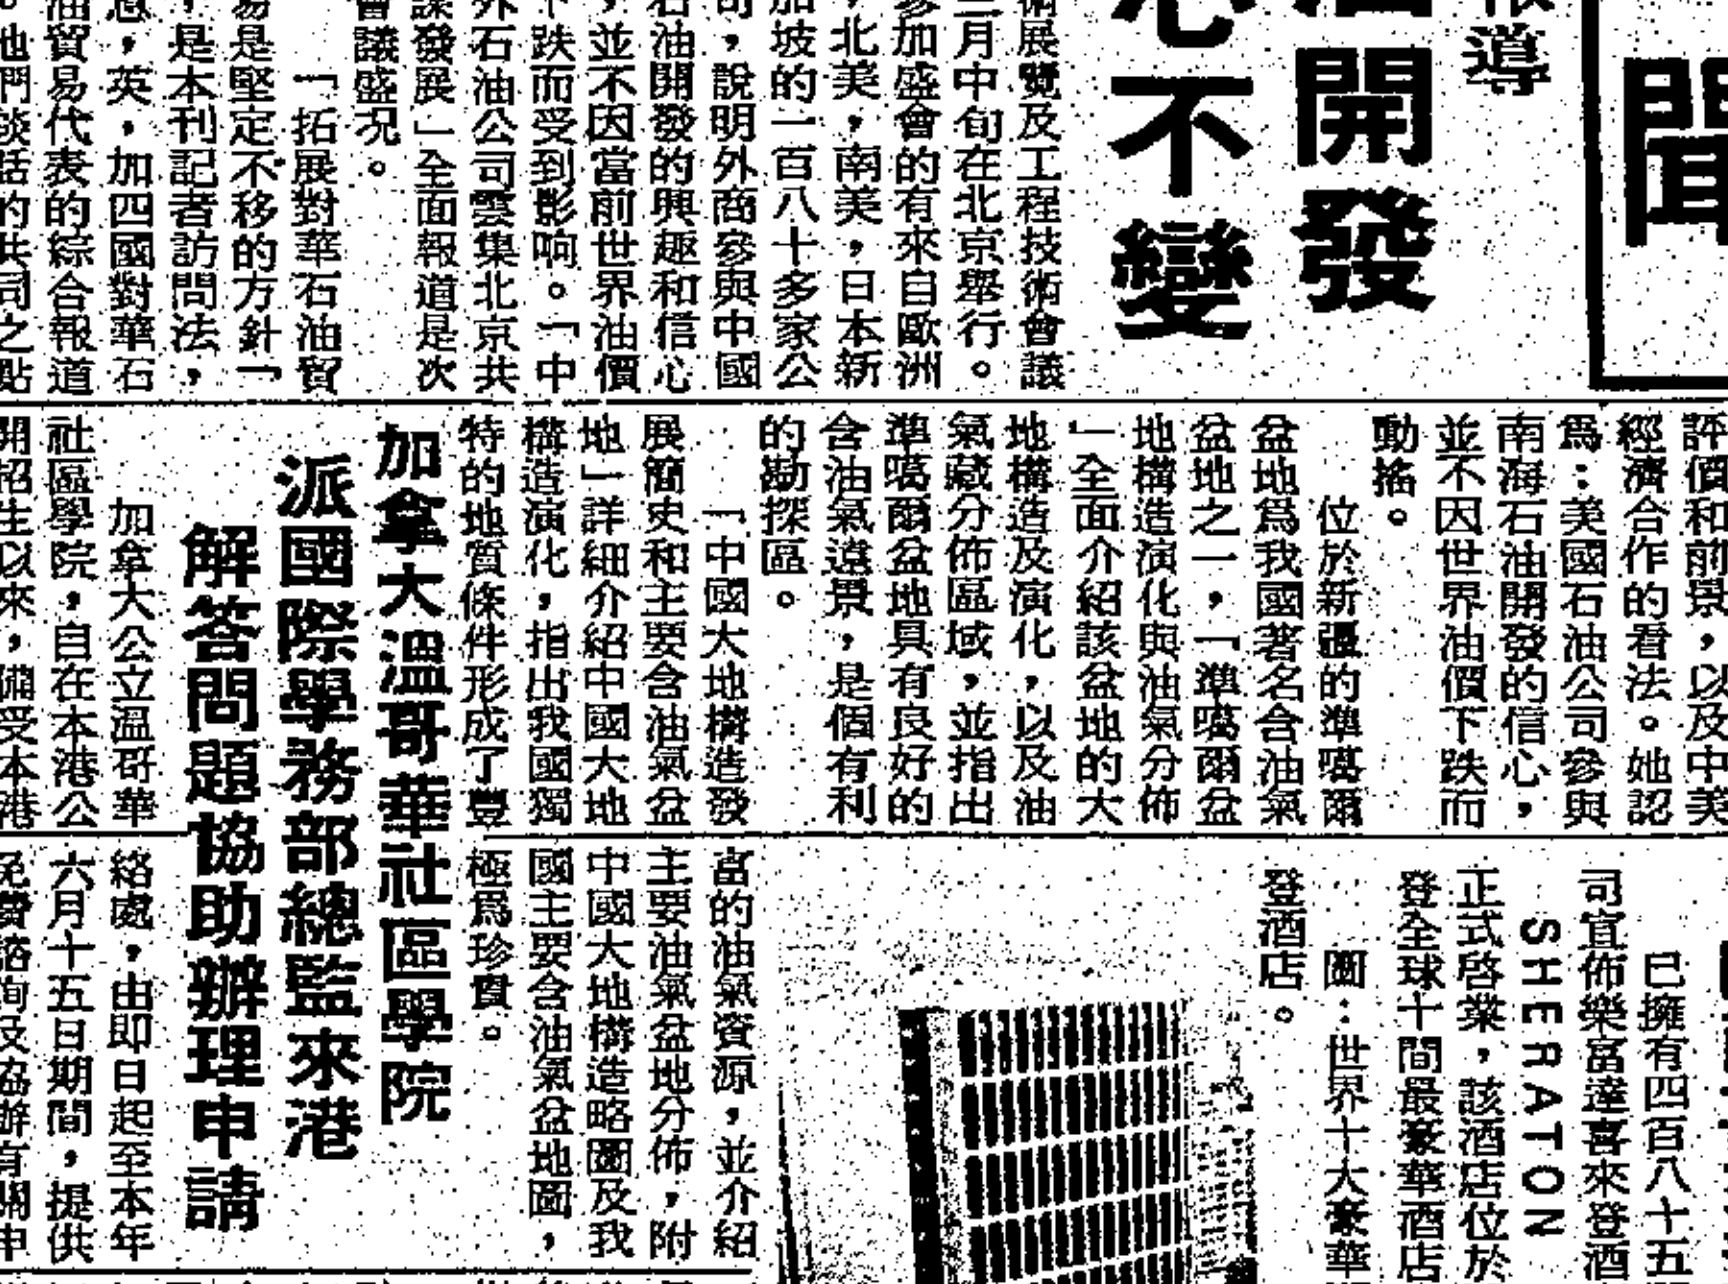 聞
導
油開發
心不變
術展覽及工程技術會議
三月中旬在北京舉行。
參加盛會的有來自歐洲
，北美，南美，日本新
加坡的一百八十多家公
司，說明外商參與中國
石油開發的興趣和信心
，並不因當前世界油價
下跌而受到影响。「中
外石油公司雲集北京共
謀發展」全面報道是次
會議盛况。
「拓展對華石油貿
易是堅定不移的方針」
，是本刊記者訪問法，
意，英，加四國對華石
油貿易代表的綜合報道
。他們談話的共同之點
評價和前景，以及中美
經濟合作的看法。她認
爲：美國石油公司參與
南海石油開發的信心，
並不因世界油價下跌而
動搖。
位於新疆的準噶爾
盆地爲我國著名含油氣
盆地之一，「準噶爾盆
地構造演化與油氣分佈
」全面介紹該盆地的大
地構造及演化，以及油
氣藏分佈區域，並指出
準噶爾盆地具有良好的
含油氣遠景，是個有利
的勘探區。
「中國大地構造發
展簡史和主要含油氣盆
地」詳細介紹中國大地
構造演化，指出我國獨
特的地質條件形成了豐
富的油氣資源，並介紹
主要油氣盆地分佈，附
中國大地構造略圖及我
國主要含油氣盆地圖，
極爲珍貴。
加拿大溫哥華社區學院
派國際學務部總監來港
解答問題協助辦理申請
加拿大公立溫哥華
社區學院，自在本港公
開招生以來，備受本港
絡處，由即日起至本年
六月十五日期間，提供
免費諮詢及協辦有關申
已擁有四百八十五
司宣佈樂富達喜來登酒
SHERATON
正式啓業，該酒店位於
登全球十間最豪華酒店
圖：世界十大豪華
登酒店。